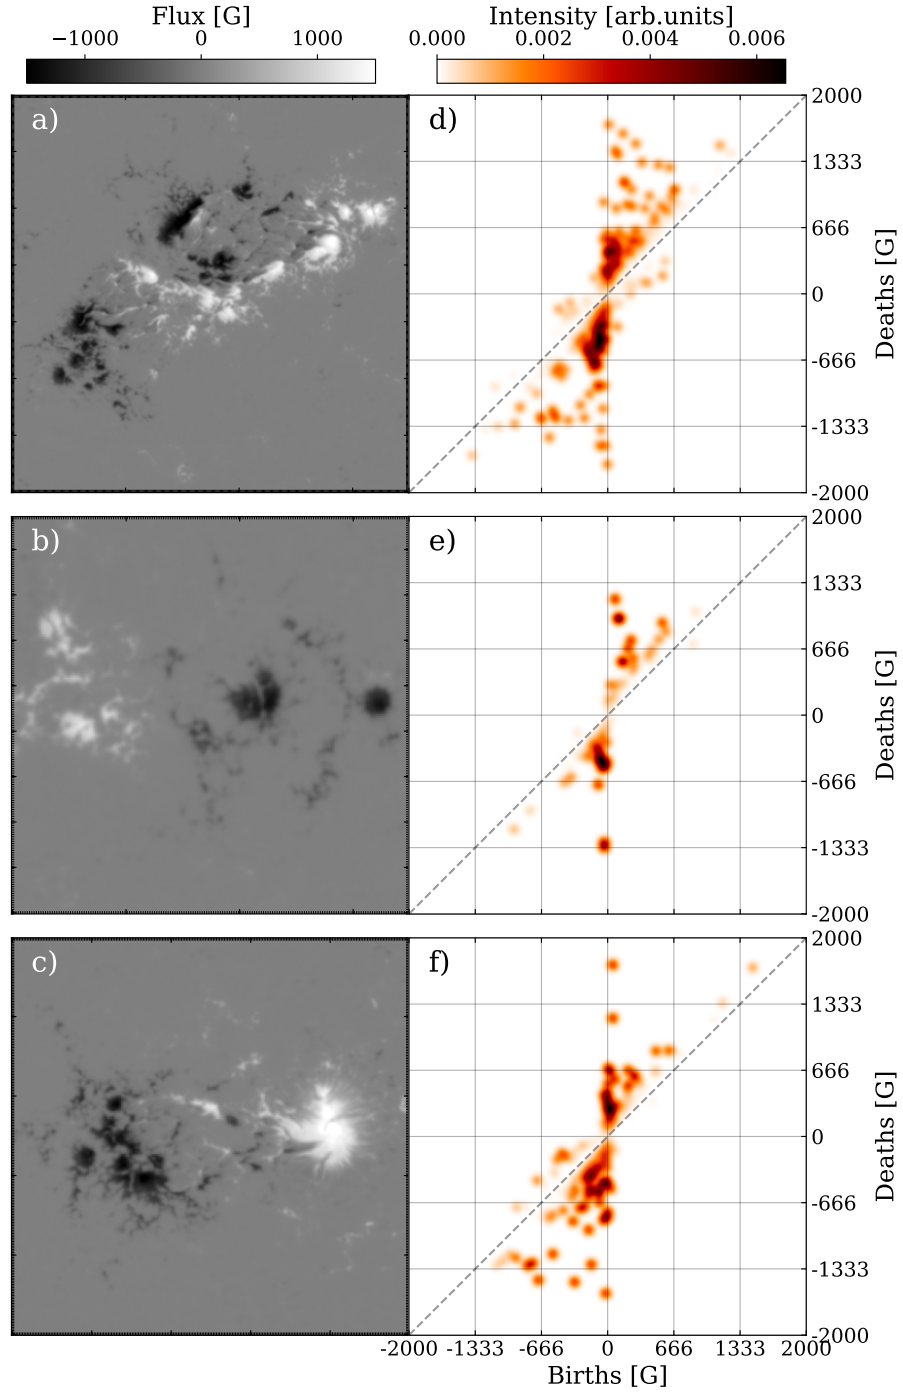 Flux [G] Intensity [arb.units]
−1000 0 1000 0.000 0.002 0.004 0.006
a) d) 2000
1333
666
0
-666
-1333
-2000
Deaths [G]
b) e) 2000
1333
666
0
-666
-1333
-2000
Deaths [G]
c) f) 2000
1333
666
0
-666
-1333
-2000
Deaths [G]
-2000 -1333 -666 0 666 1333 2000
Births [G]